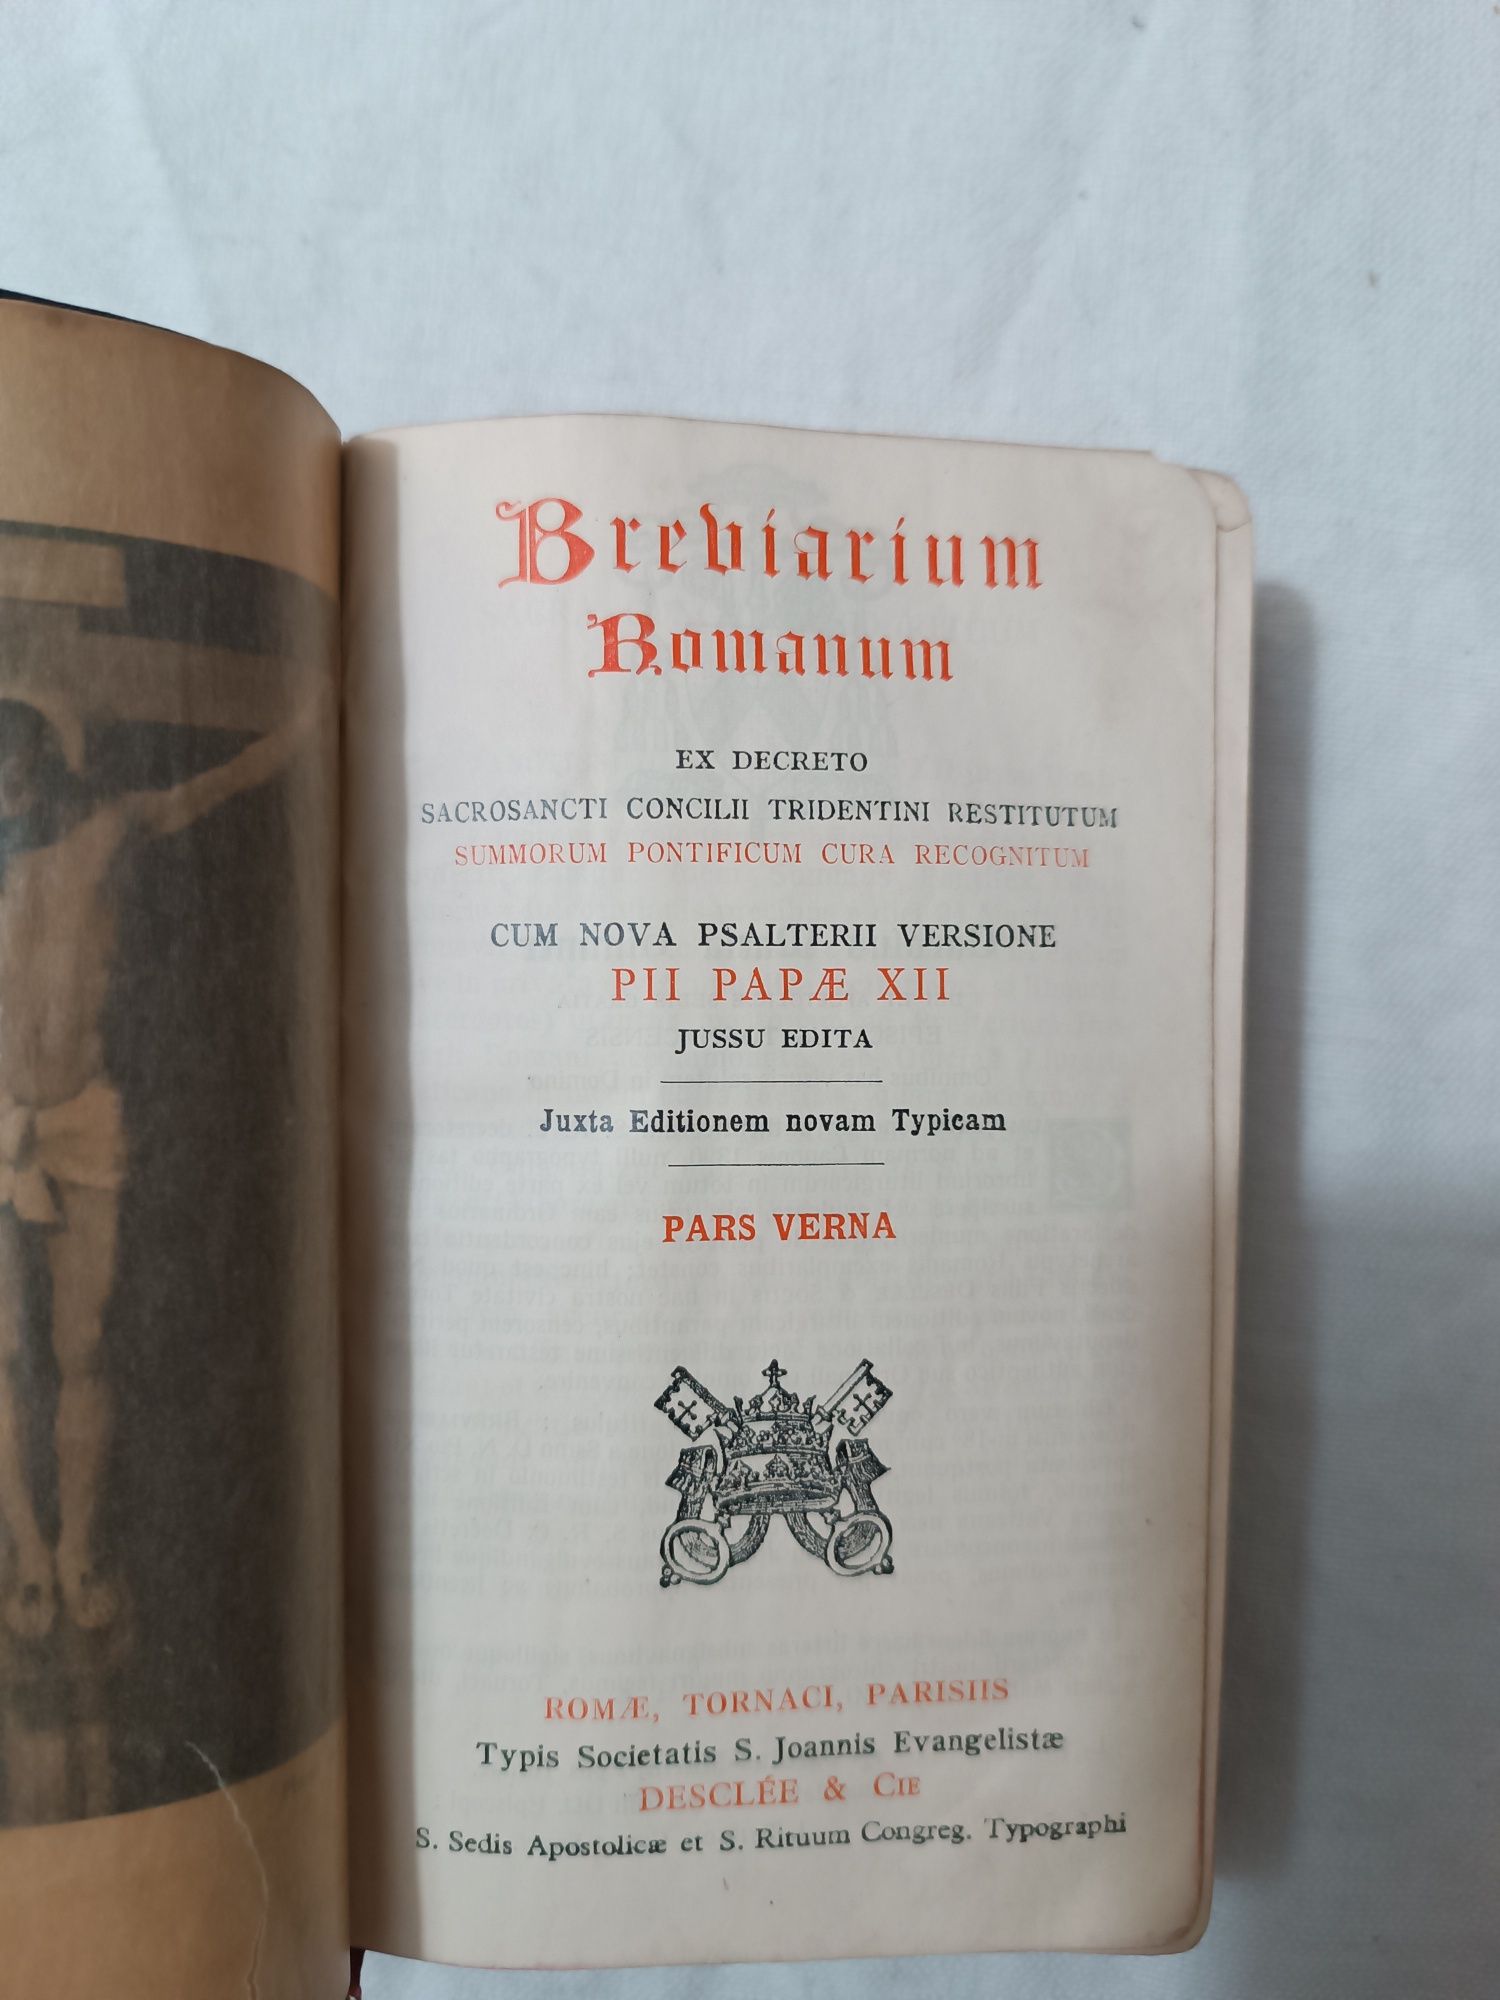 Breviarium
Romanum
EX DECRETO
SACROSANCTI CONCILII TRIDENTINI RESTITUTUM
SUMMORUM PONTIFICUM CURA RECOGNITUM
CUM NOVA PSALTERII VERSIONE
PII PAPÆ XII
JUSSU EDITA
Juxta Editionem novam Typicam
PARS VERNA
ROMÆ, TORNACI, PARISIIS
Typis Societatis S. Joannis Evangelistæ
DESCLÉE & CIE
S. Sedis Apostolicæ et S. Rituum Congreg. Typographi